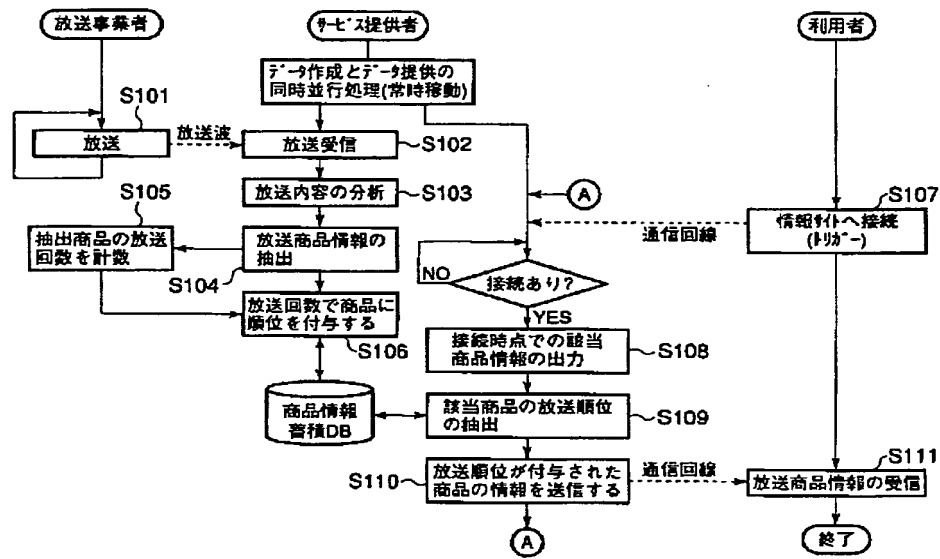 放送事業者
サービス提供者
利用者
データ作成とデータ提供の
同時並行処理(常時稼動)
S101
放送
放送波
放送受信
S102
放送内容の分析
S103
A
S107
情報サイトへ接続
(トリガー)
通信回線
S105
抽出商品の放送
回数を計数
放送商品情報の
抽出
S104
NO
接続あり?
YES
放送回数で商品に
順位を付与する
S106
接続時点での該当
商品情報の出力
S108
商品情報
蓄積DB
該当商品の放送順位
の抽出
S109
S110
放送順位が付与された
商品の情報を送信する
通信回線
S111
放送商品情報の受信
A
終了